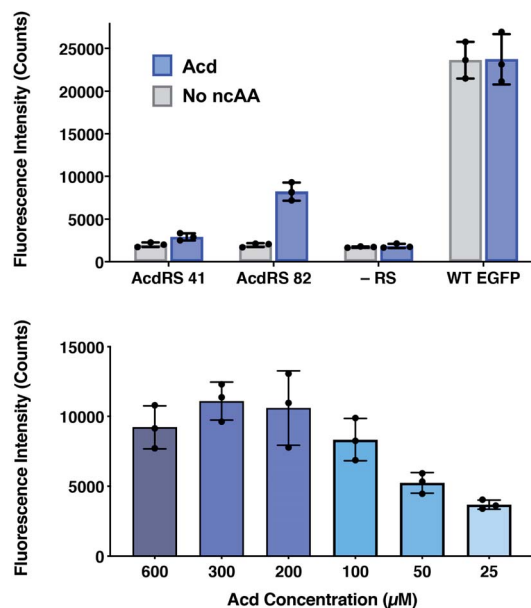 Fluorescence Intensity (Counts)
25000
20000
15000
10000
5000
0
Acd
No ncAA
AcdRS 41 AcdRS 82 – RS WT EGFP
Fluorescence Intensity (Counts)
15000
10000
5000
0
600 300 200 100 50 25
Acd Concentration (µM)